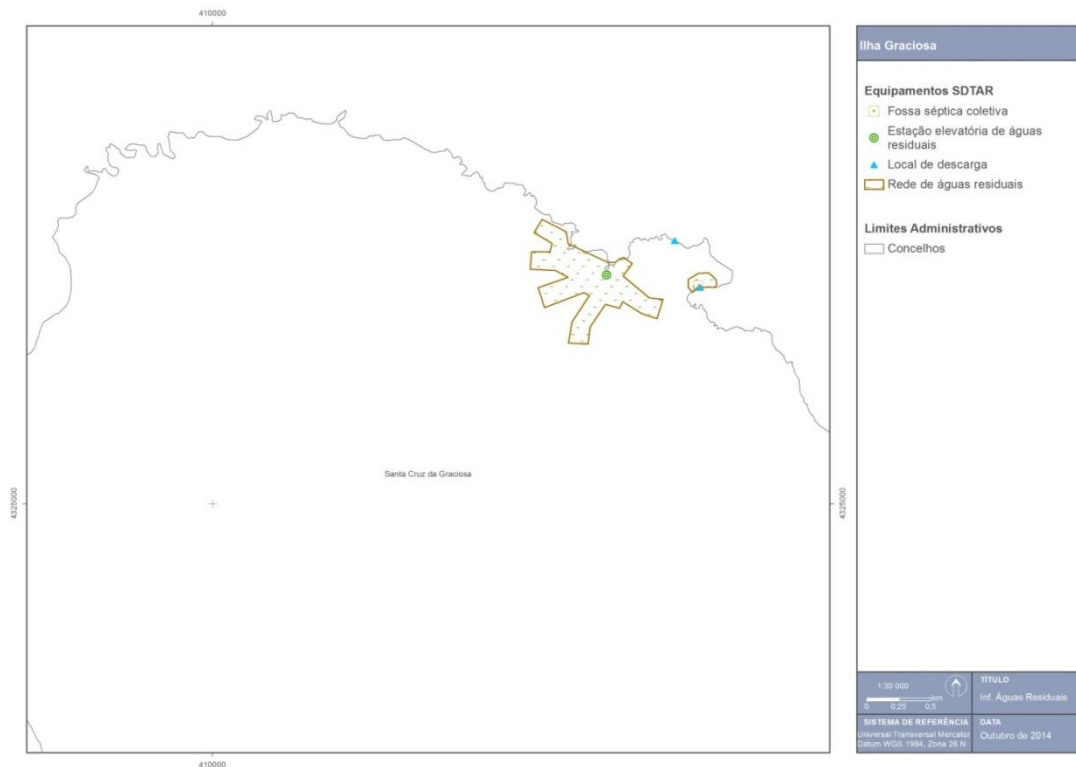 410000
Ilha Graciosa
Equipamentos SDTAR
Fossa séptica coletiva
Estação elevatória de águas
residuais
Local de descarga
Rede de águas residuais
Limites Administrativos
Concelhos
Santa Cruz da Graciosa
4325000
4325000
1:30 000
km
0 0,25 0,5
TÍTULO
Inf. Águas Residuais
SISTEMA DE REFERÊNCIA
Universal Transversal Mercator
Datum WGS 1984, Zona 26 N
DATA
Outubro de 2014
410000